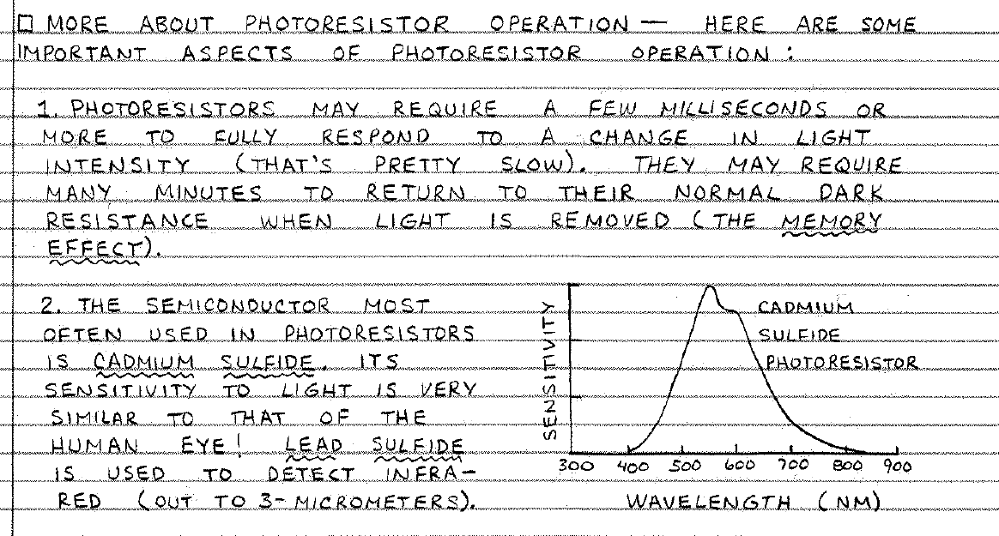 □ MORE ABOUT PHOTORESISTOR OPERATION — HERE ARE SOME
IMPORTANT ASPECTS OF PHOTORESISTOR OPERATION:
1. PHOTORESISTORS MAY REQUIRE A FEW MILLISECONDS OR
MORE TO FULLY RESPOND TO A CHANGE IN LIGHT
INTENSITY (THAT'S PRETTY SLOW). THEY MAY REQUIRE
MANY MINUTES TO RETURN TO THEIR NORMAL DARK
RESISTANCE WHEN LIGHT IS REMOVED (THE MEMORY
EFFECT).
2. THE SEMICONDUCTOR MOST
OFTEN USED IN PHOTORESISTORS
IS CADMIUM SULFIDE. ITS
SENSITIVITY TO LIGHT IS VERY
SIMILAR TO THAT OF THE
HUMAN EYE! LEAD SULFIDE
IS USED TO DETECT INFRA-
RED (OUT TO 3-MICROMETERS).
SENSITIVITY
CADMIUM
SULFIDE
PHOTORESISTOR
300 400 500 600 700 800 900
WAVELENGTH (NM)